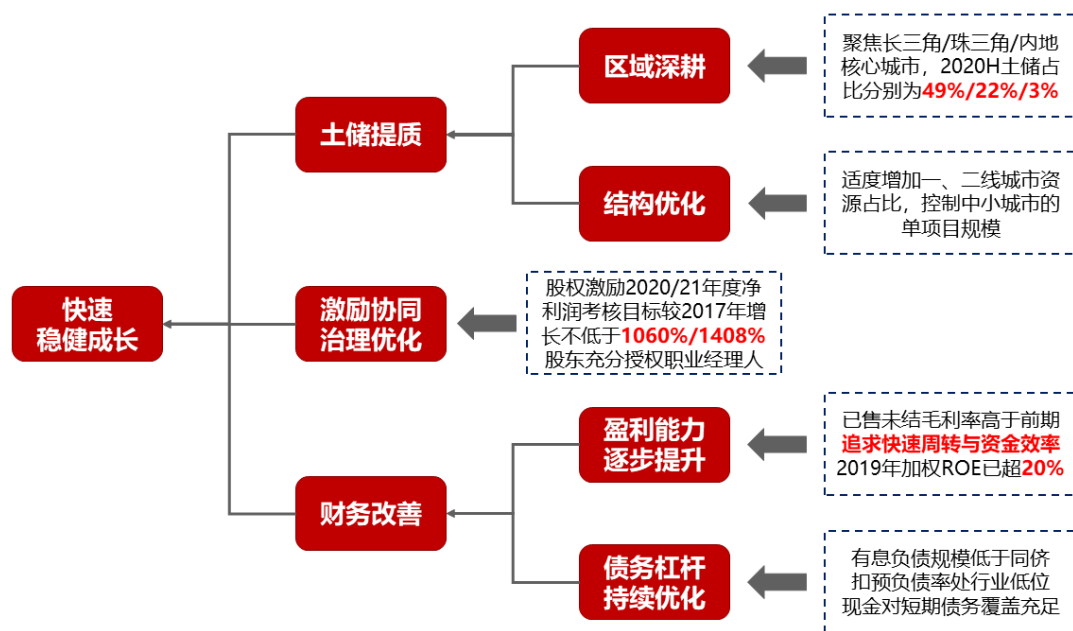 快速
稳健成长
土储提质
区域深耕
聚焦长三角/珠三角/内地
核心城市，2020H土储占
比分别为49%/22%/3%
结构优化
适度增加一、二线城市资
源占比，控制中小城市的
单项目规模
激励协同
治理优化
股权激励2020/21年度净
利润考核目标较2017年增
长不低于1060%/1408%
股东充分授权职业经理人
财务改善
盈利能力
逐步提升
已售未结毛利率高于前期
追求快速周转与资金效率
2019年加权ROE已超20%
债务杠杆
持续优化
有息负债规模低于同侪
扣预负债率处行业低位
现金对短期债务覆盖充足